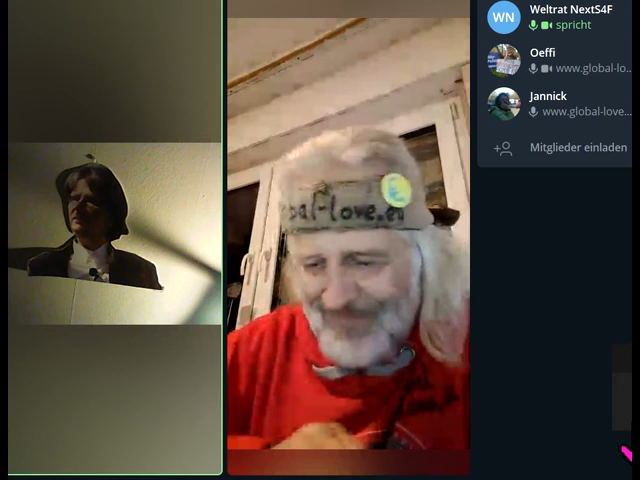 Weltrat NextS4F
WN
spricht
Oeffi
www.global-lo...
Jannick
www.global-love...
Mitglieder einladen
bal-love.eu